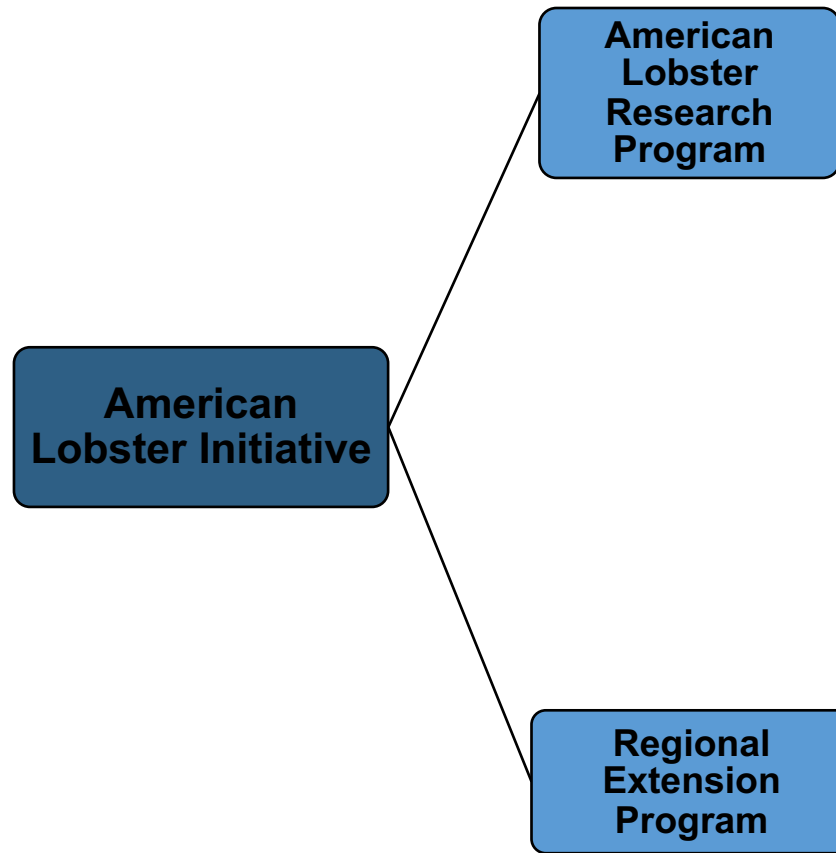 American
Lobster
Research
Program
American
Lobster Initiative
Regional
Extension
Program